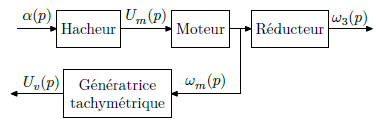 α(p)
Hacheur
U_m(p)
Moteur
Réducteur
ω_3(p)
U_v(p)
Génératrice
tachymétrique
ω_m(p)